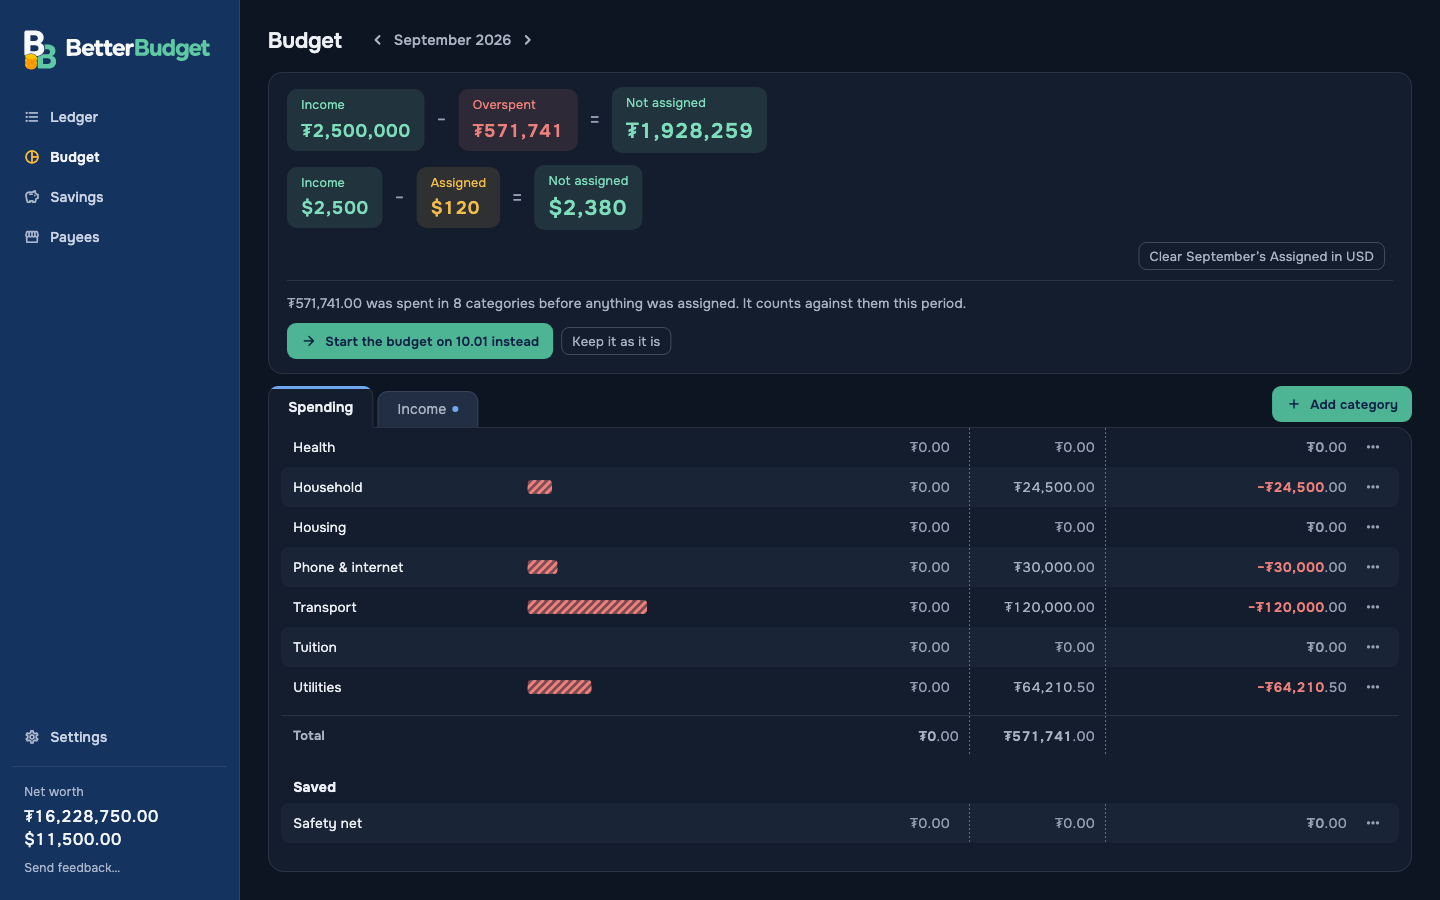 BetterBudget
Ledger
Budget
Savings
Payees
Settings
Net worth
₮16,228,750.00
$11,500.00
Send feedback…
Budget
September 2026
Income
₮2,500,000
–
Overspent
₮571,741
=
Not assigned
₮1,928,259
Income
$2,500
–
Assigned
$120
=
Not assigned
$2,380
Clear September's Assigned in USD
₮571,741.00 was spent in 8 categories before anything was assigned. It counts against them this period.
Start the budget on 10.01 instead
Keep it as it is
Spending
Income
Add category
Health ₮0.00 ₮0.00 ₮0.00
Household ₮0.00 ₮24,500.00 -₮24,500.00
Housing ₮0.00 ₮0.00 ₮0.00
Phone & internet ₮0.00 ₮30,000.00 -₮30,000.00
Transport ₮0.00 ₮120,000.00 -₮120,000.00
Tuition ₮0.00 ₮0.00 ₮0.00
Utilities ₮0.00 ₮64,210.50 -₮64,210.50
Total ₮0.00 ₮571,741.00
Saved
Safety net ₮0.00 ₮0.00 ₮0.00